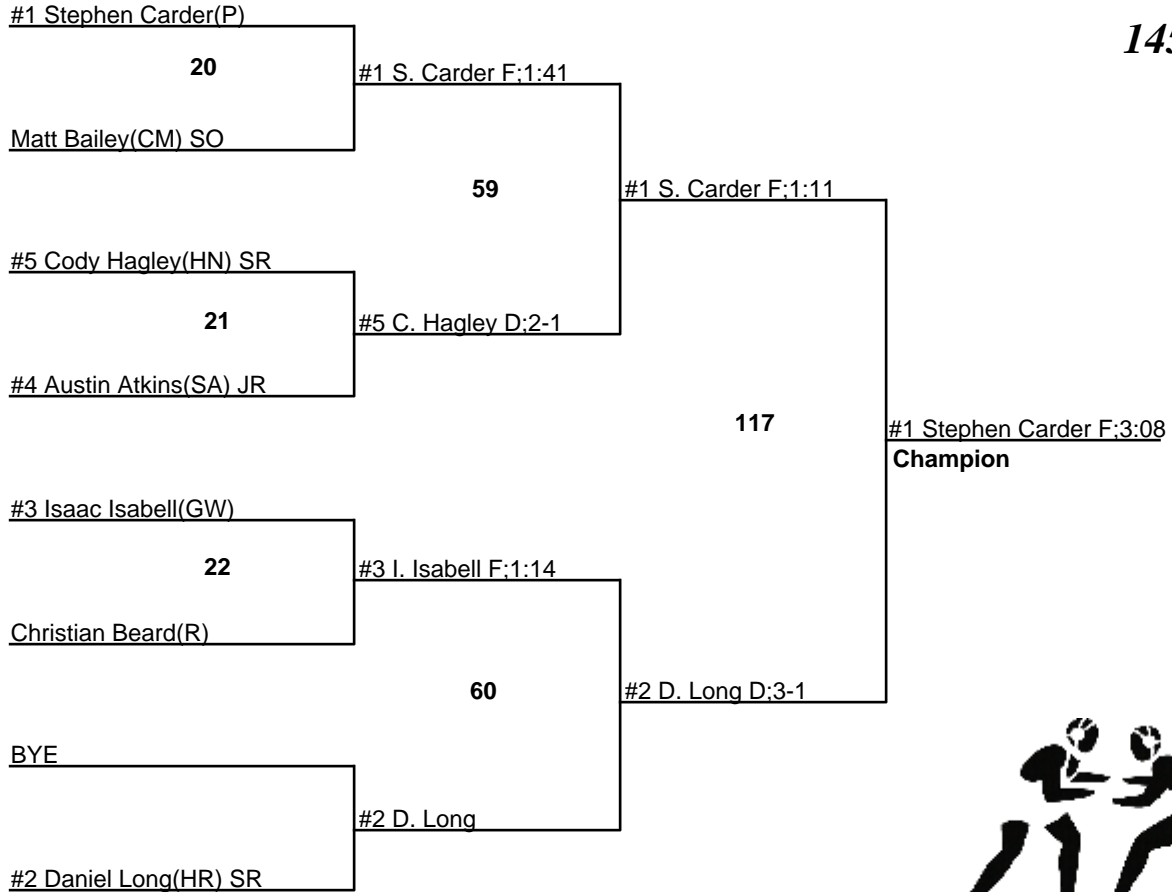 #1 Stephen Carder(P)
145
20
#1 S. Carder F;1:41
Matt Bailey(CM) SO
59
#1 S. Carder F;1:11
#5 Cody Hagley(HN) SR
21
#5 C. Hagley D;2-1
#4 Austin Atkins(SA) JR
117
#1 Stephen Carder F;3:08
Champion
#3 Isaac Isabell(GW)
22
#3 I. Isabell F;1:14
Christian Beard(R)
60
#2 D. Long D;3-1
BYE
#2 D. Long
#2 Daniel Long(HR) SR